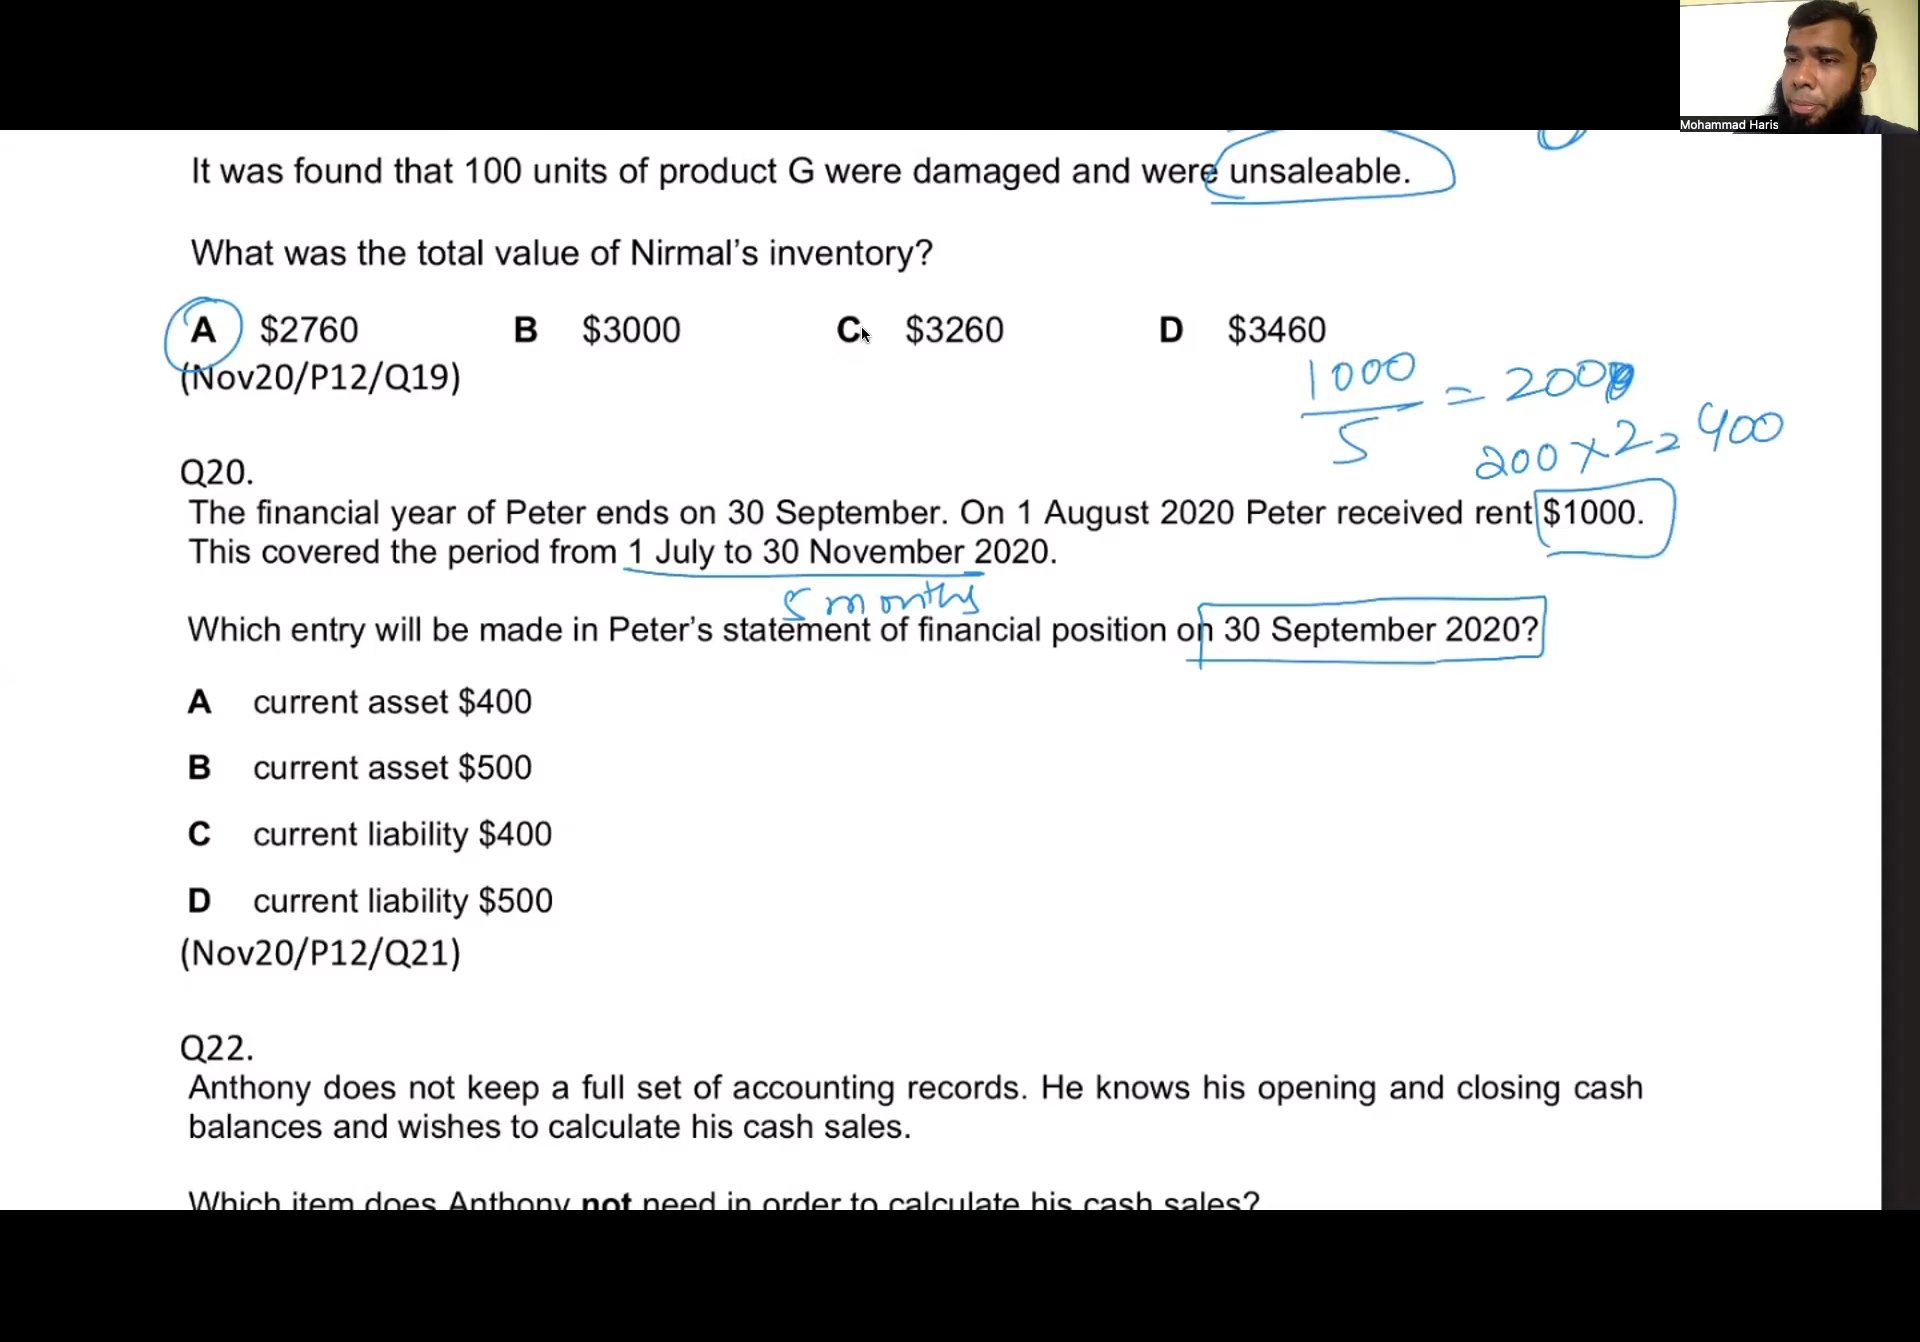 Mohammad Haris
It was found that 100 units of product G were damaged and were unsaleable.
What was the total value of Nirmal’s inventory?
A $2760 B $3000 C $3260 D $3460
(Nov20/P12/Q19)
1000
5
= 200
200 x 2 = 400
Q20.
The financial year of Peter ends on 30 September. On 1 August 2020 Peter received rent $1000.
This covered the period from 1 July to 30 November 2020.
5 months
Which entry will be made in Peter’s statement of financial position on 30 September 2020?
A current asset $400
B current asset $500
C current liability $400
D current liability $500
(Nov20/P12/Q21)
Q22.
Anthony does not keep a full set of accounting records. He knows his opening and closing cash
balances and wishes to calculate his cash sales.
Which item does Anthony not need in order to calculate his cash sales?